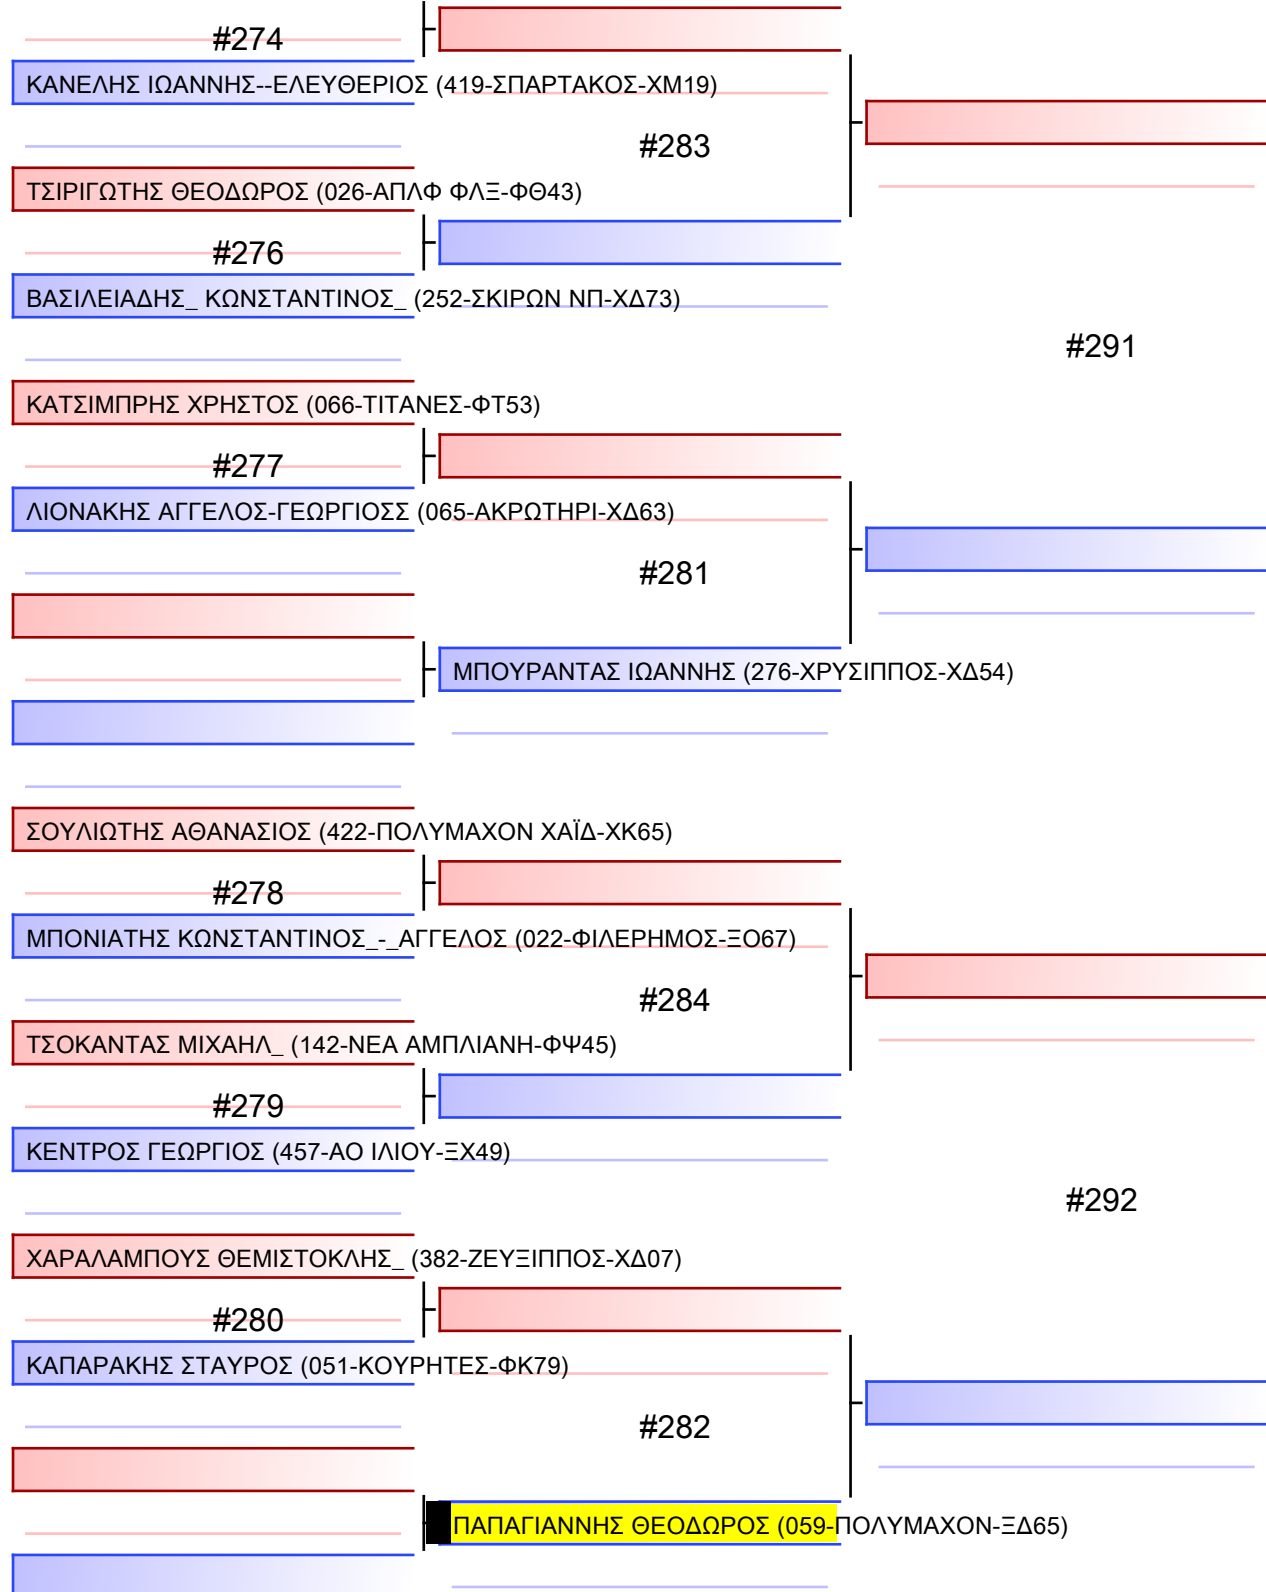 #274
ΚΑΝΕΛΗΣ ΙΩΑΝΝΗΣ--ΕΛΕΥΘΕΡΙΟΣ (419-ΣΠΑΡΤΑΚΟΣ-ΧΜ19)
#283
ΤΣΙΡΙΓΩΤΗΣ ΘΕΟΔΩΡΟΣ (026-ΑΠΛΦ ΦΛΞ-ΦΘ43)
#276
ΒΑΣΙΛΕΙΑΔΗΣ_ ΚΩΝΣΤΑΝΤΙΝΟΣ_ (252-ΣΚΙΡΩΝ ΝΠ-ΧΔ73)
#291
ΚΑΤΣΙΜΠΡΗΣ ΧΡΗΣΤΟΣ (066-ΤΙΤΑΝΕΣ-ΦΤ53)
#277
ΛΙΟΝΑΚΗΣ ΑΓΓΕΛΟΣ-ΓΕΩΡΓΙΟΣΣ (065-ΑΚΡΩΤΗΡΙ-ΧΔ63)
#281
ΜΠΟΥΡΑΝΤΑΣ ΙΩΑΝΝΗΣ (276-ΧΡΥΣΙΠΠΟΣ-ΧΔ54)
ΣΟΥΛΙΩΤΗΣ ΑΘΑΝΑΣΙΟΣ (422-ΠΟΛΥΜΑΧΟΝ ΧΑΪΔ-ΧΚ65)
#278
ΜΠΟΝΙΑΤΗΣ ΚΩΝΣΤΑΝΤΙΝΟΣ_-_ΑΓΓΕΛΟΣ (022-ΦΙΛΕΡΗΜΟΣ-ΞΟ67)
#284
ΤΣΟΚΑΝΤΑΣ ΜΙΧΑΗΛ_ (142-ΝΕΑ ΑΜΠΛΙΑΝΗ-ΦΨ45)
#279
ΚΕΝΤΡΟΣ ΓΕΩΡΓΙΟΣ (457-ΑΟ ΙΛΙΟΥ-ΞΧ49)
#292
ΧΑΡΑΛΑΜΠΟΥΣ ΘΕΜΙΣΤΟΚΛΗΣ_ (382-ΖΕΥΞΙΠΠΟΣ-ΧΔ07)
#280
ΚΑΠΑΡΑΚΗΣ ΣΤΑΥΡΟΣ (051-ΚΟΥΡΗΤΕΣ-ΦΚ79)
#282
ΠΑΠΑΓΙΑΝΝΗΣ ΘΕΟΔΩΡΟΣ (059-ΠΟΛΥΜΑΧΟΝ-ΞΔ65)